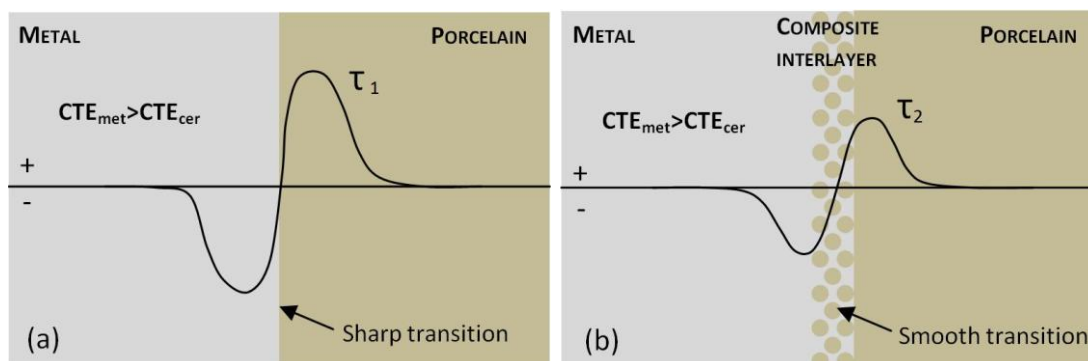 METAL
PORCELAIN
τ1
CTEmet>CTEcer
+
-
(a)
Sharp transition
METAL
COMPOSITE
INTERLAYER
PORCELAIN
τ2
CTEmet>CTEcer
+
-
(b)
Smooth transition